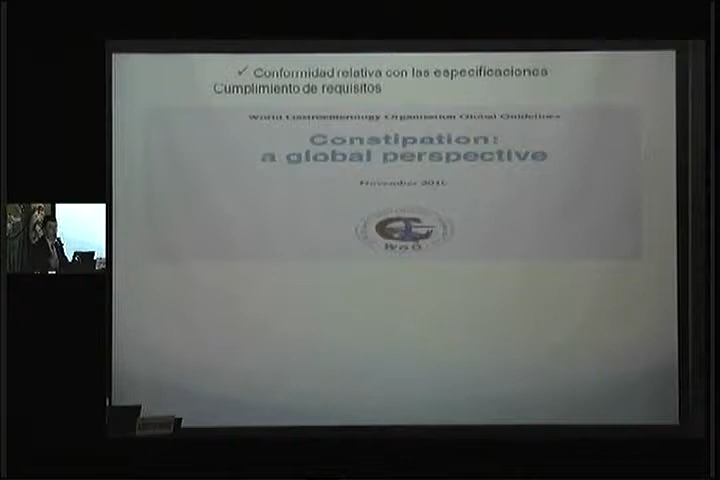 ✓ Conformidad relativa con las especificaciones
Cumplimiento de requisitos
World Gastroenterology Organisation Global Guidelines
Constipation:
a global perspective
November 2010
WGO